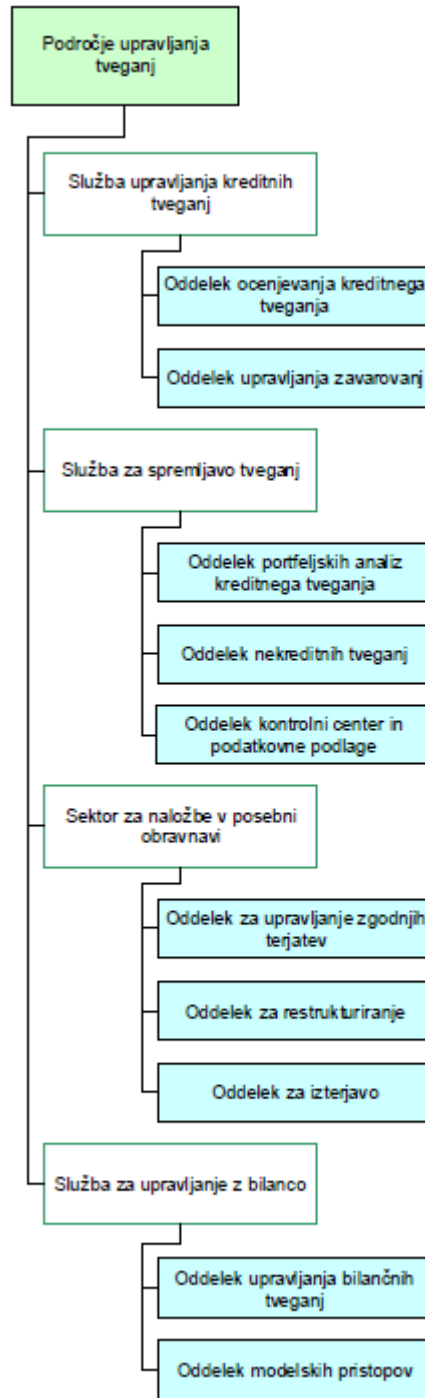 Področje upravljanja
tveganj
Služba upravljanja kreditnih
tveganj
Oddelek ocenjevanja kreditnega
tveganja
Oddelek upravljanja zavarovanj
Služba za spremljavo tveganj
Oddelek portfeljskih analiz
kreditnega tveganja
Oddelek nekreditnih tveganj
Oddelek kontrolni center in
podatkovne podlage
Sektor za naložbe v posebni
obravnavi
Oddelek za upravljanje zgodnjih
terjatev
Oddelek za restrukturiranje
Oddelek za izterjavo
Služba za upravljanje z bilanco
Oddelek upravljanja bilančnih
tveganj
Oddelek modelskih pristopov